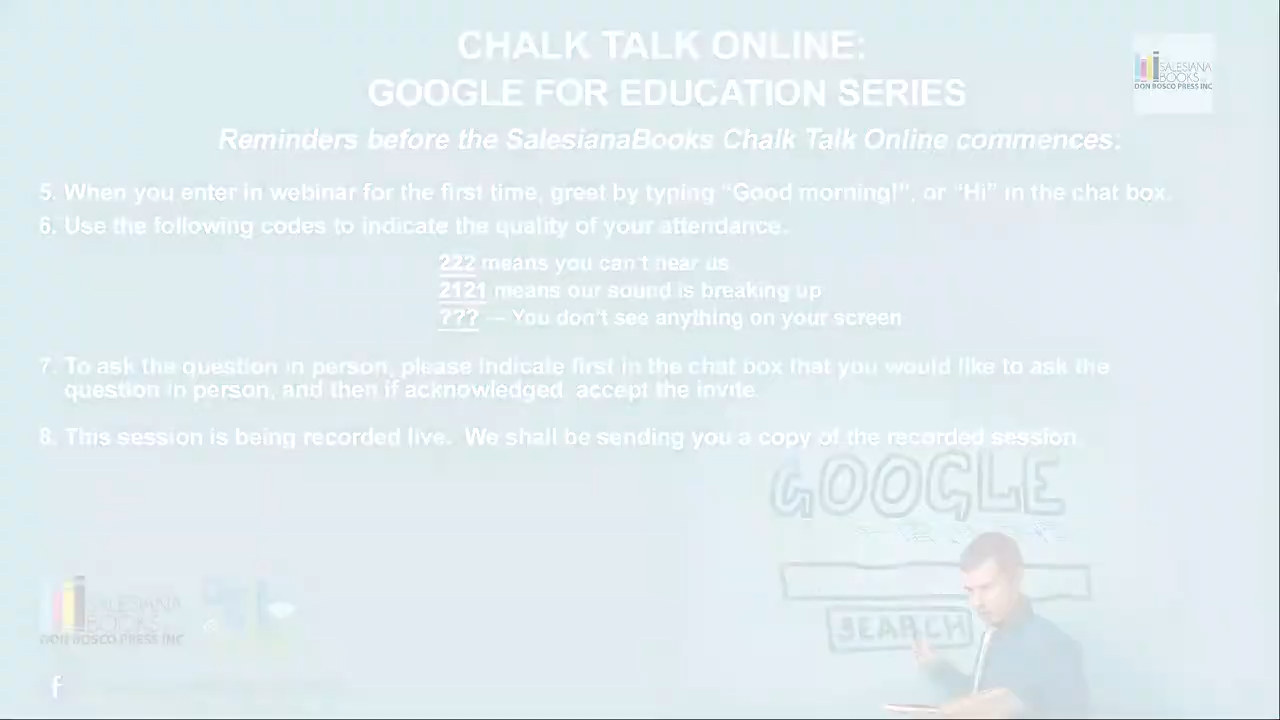 CHALK TALK ONLINE:
GOOGLE FOR EDUCATION SERIES
SALESIANA
BOOKS
DON BOSCO PRESS INC
Reminders before the SalesianaBooks Chalk Talk Online commences:
5. When you enter in webinar for the first time, greet by typing “Good morning!”, or “Hi” in the chat box.
6. Use the following codes to indicate the quality of your attendance.
222 means you can't hear us
2121 means our sound is breaking up
??? — You don't see anything on your screen
7. To ask the question in person, please indicate first in the chat box that you would like to ask the
question in person, and then if acknowledged, accept the invite.
8. This session is being recorded live. We shall be sending you a copy of the recorded session.
GOOGLE
SEARCH
SALESIANA
BOOKS
DON BOSCO PRESS INC
f